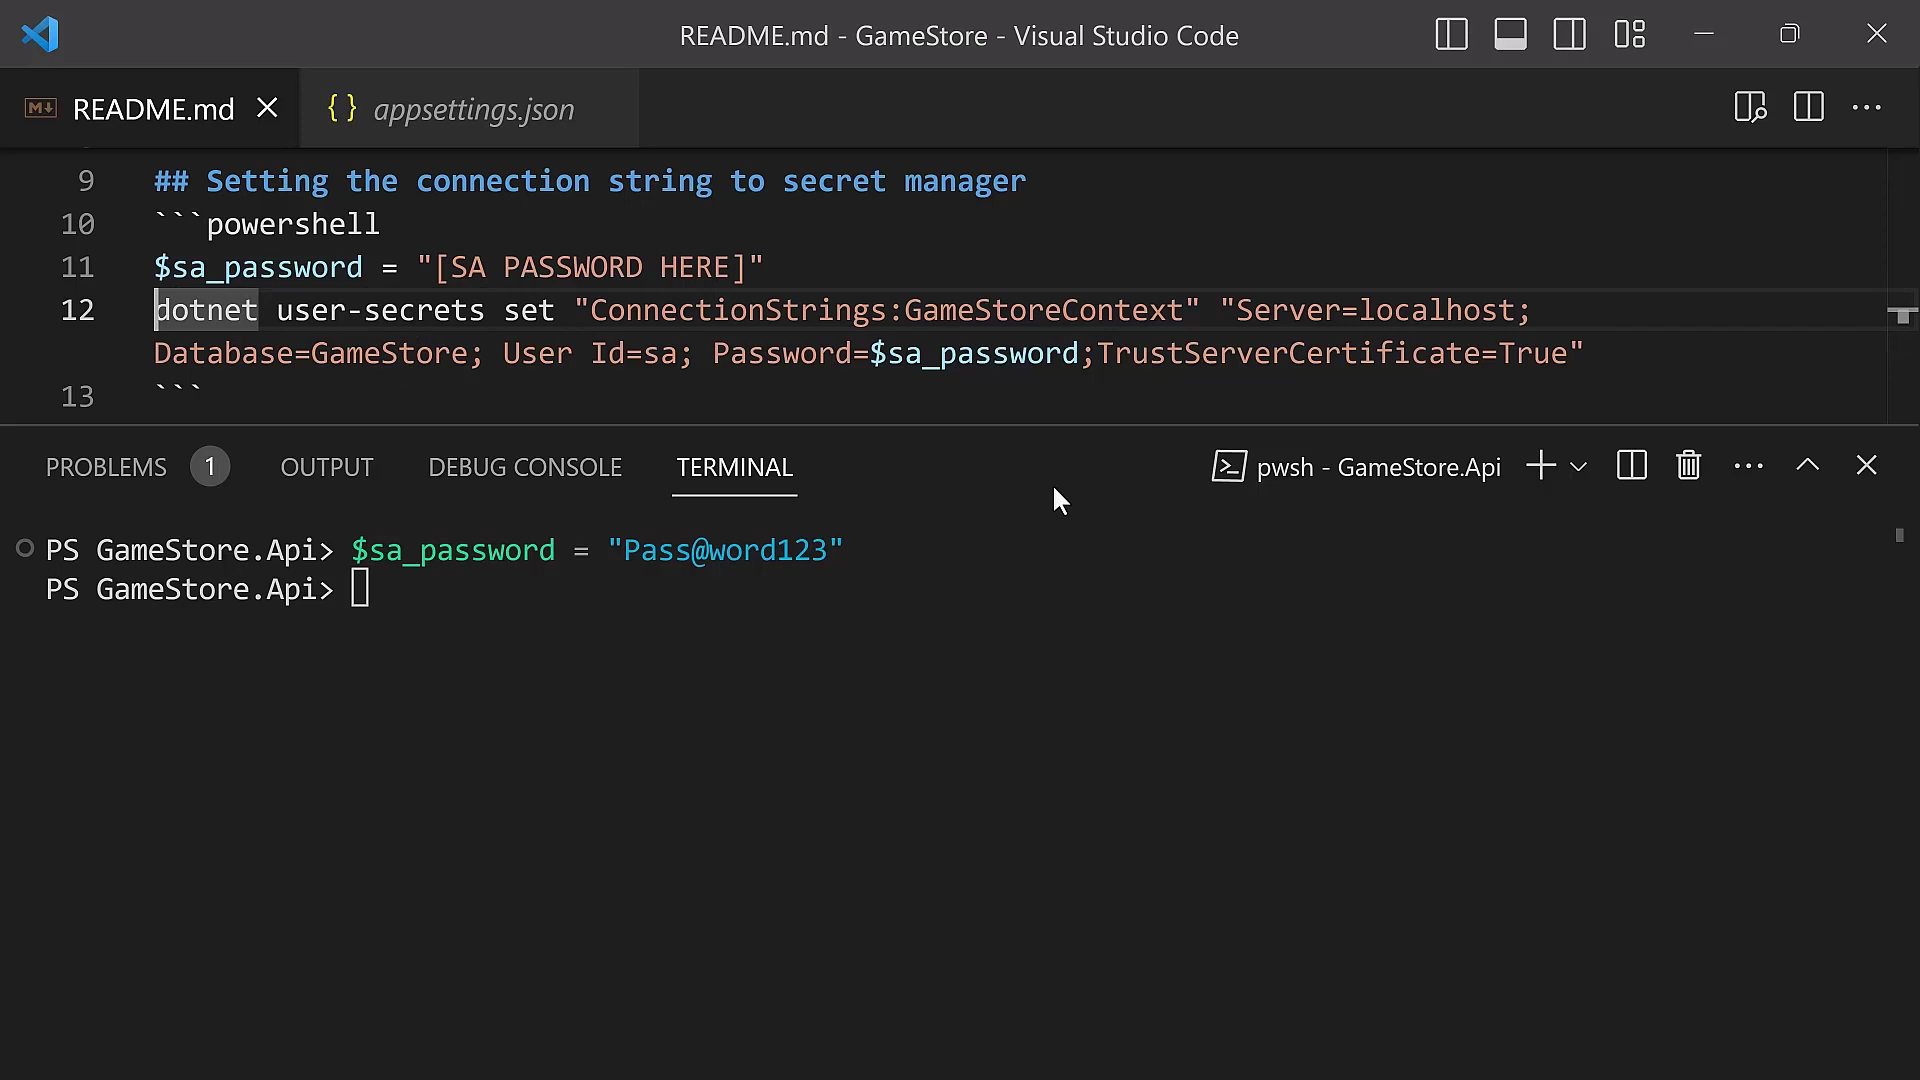 README.md - GameStore - Visual Studio Code
README.md appsettings.json
9 ## Setting the connection string to secret manager
10 ```powershell
11 $sa_password = "[SA PASSWORD HERE]"
12 dotnet user-secrets set "ConnectionStrings:GameStoreContext" "Server=localhost;
Database=GameStore; User Id=sa; Password=$sa_password;TrustServerCertificate=True"
13 ```
PROBLEMS 1 OUTPUT DEBUG CONSOLE TERMINAL pwsh - GameStore.Api
PS GameStore.Api> $sa_password = "Pass@word123"
PS GameStore.Api>